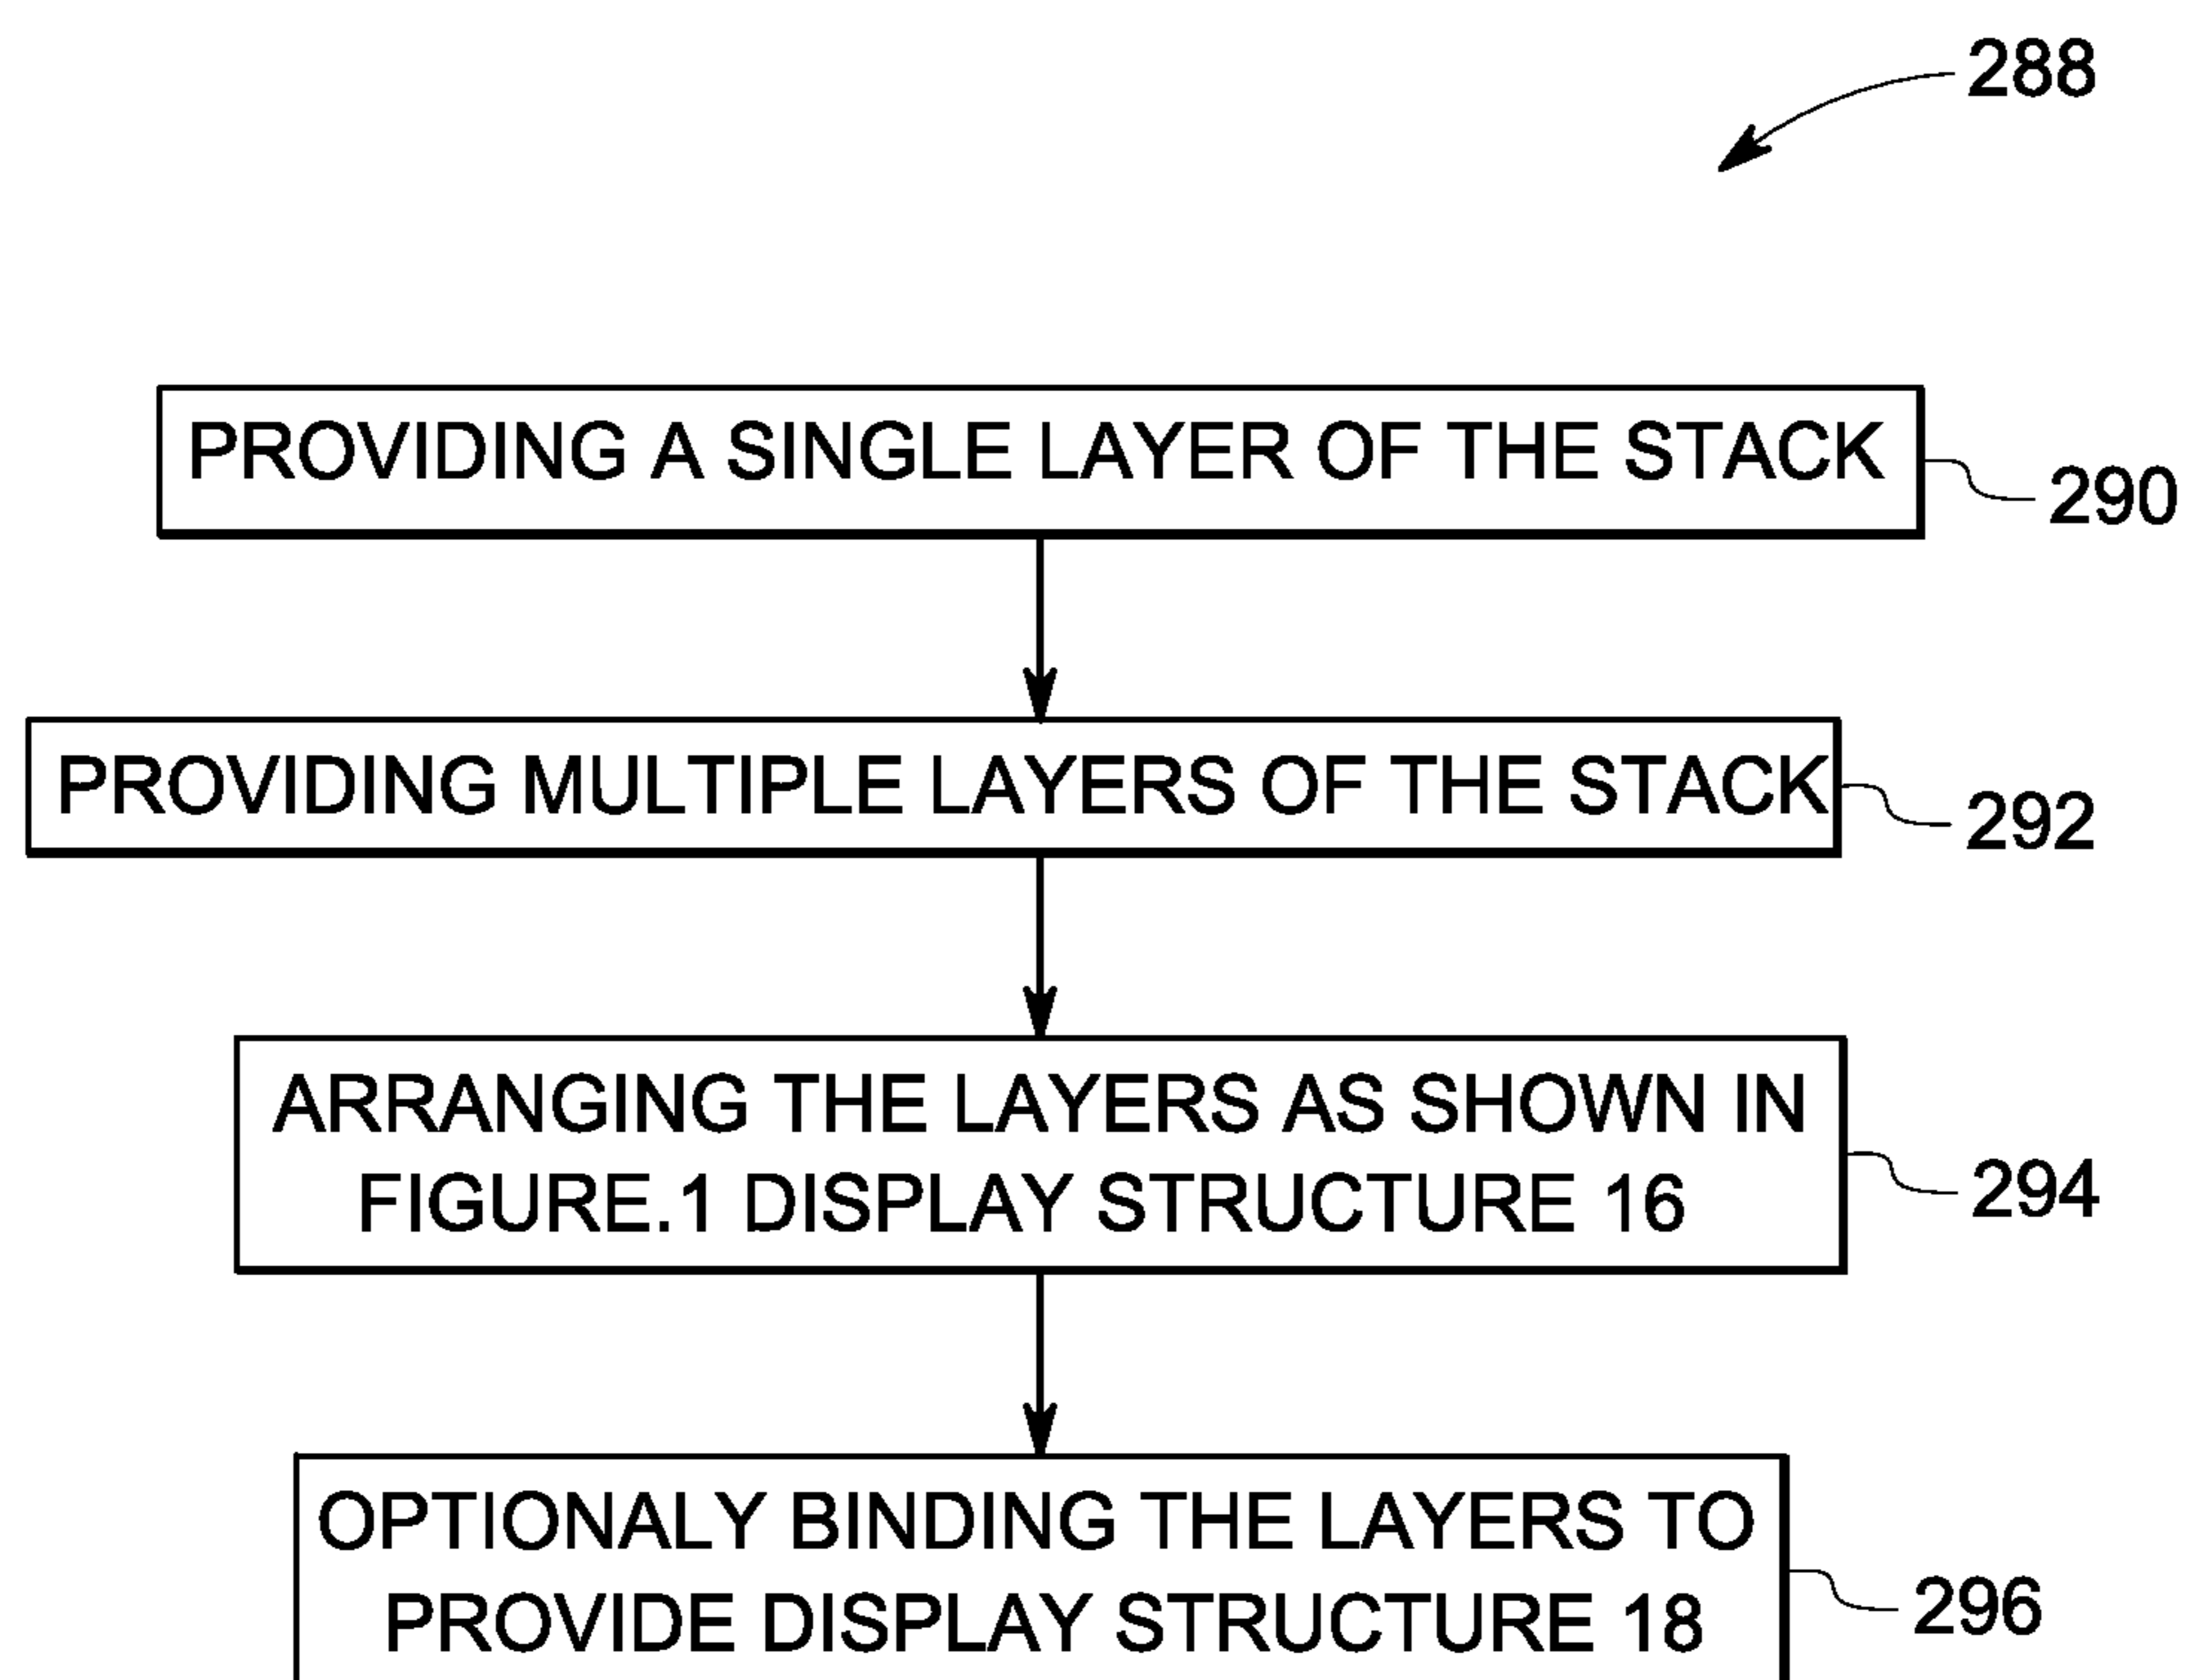 288
PROVIDING A SINGLE LAYER OF THE STACK
290
PROVIDING MULTIPLE LAYERS OF THE STACK
292
ARRANGING THE LAYERS AS SHOWN IN
FIGURE.1 DISPLAY STRUCTURE 16
294
OPTIONALY BINDING THE LAYERS TO
PROVIDE DISPLAY STRUCTURE 18
296